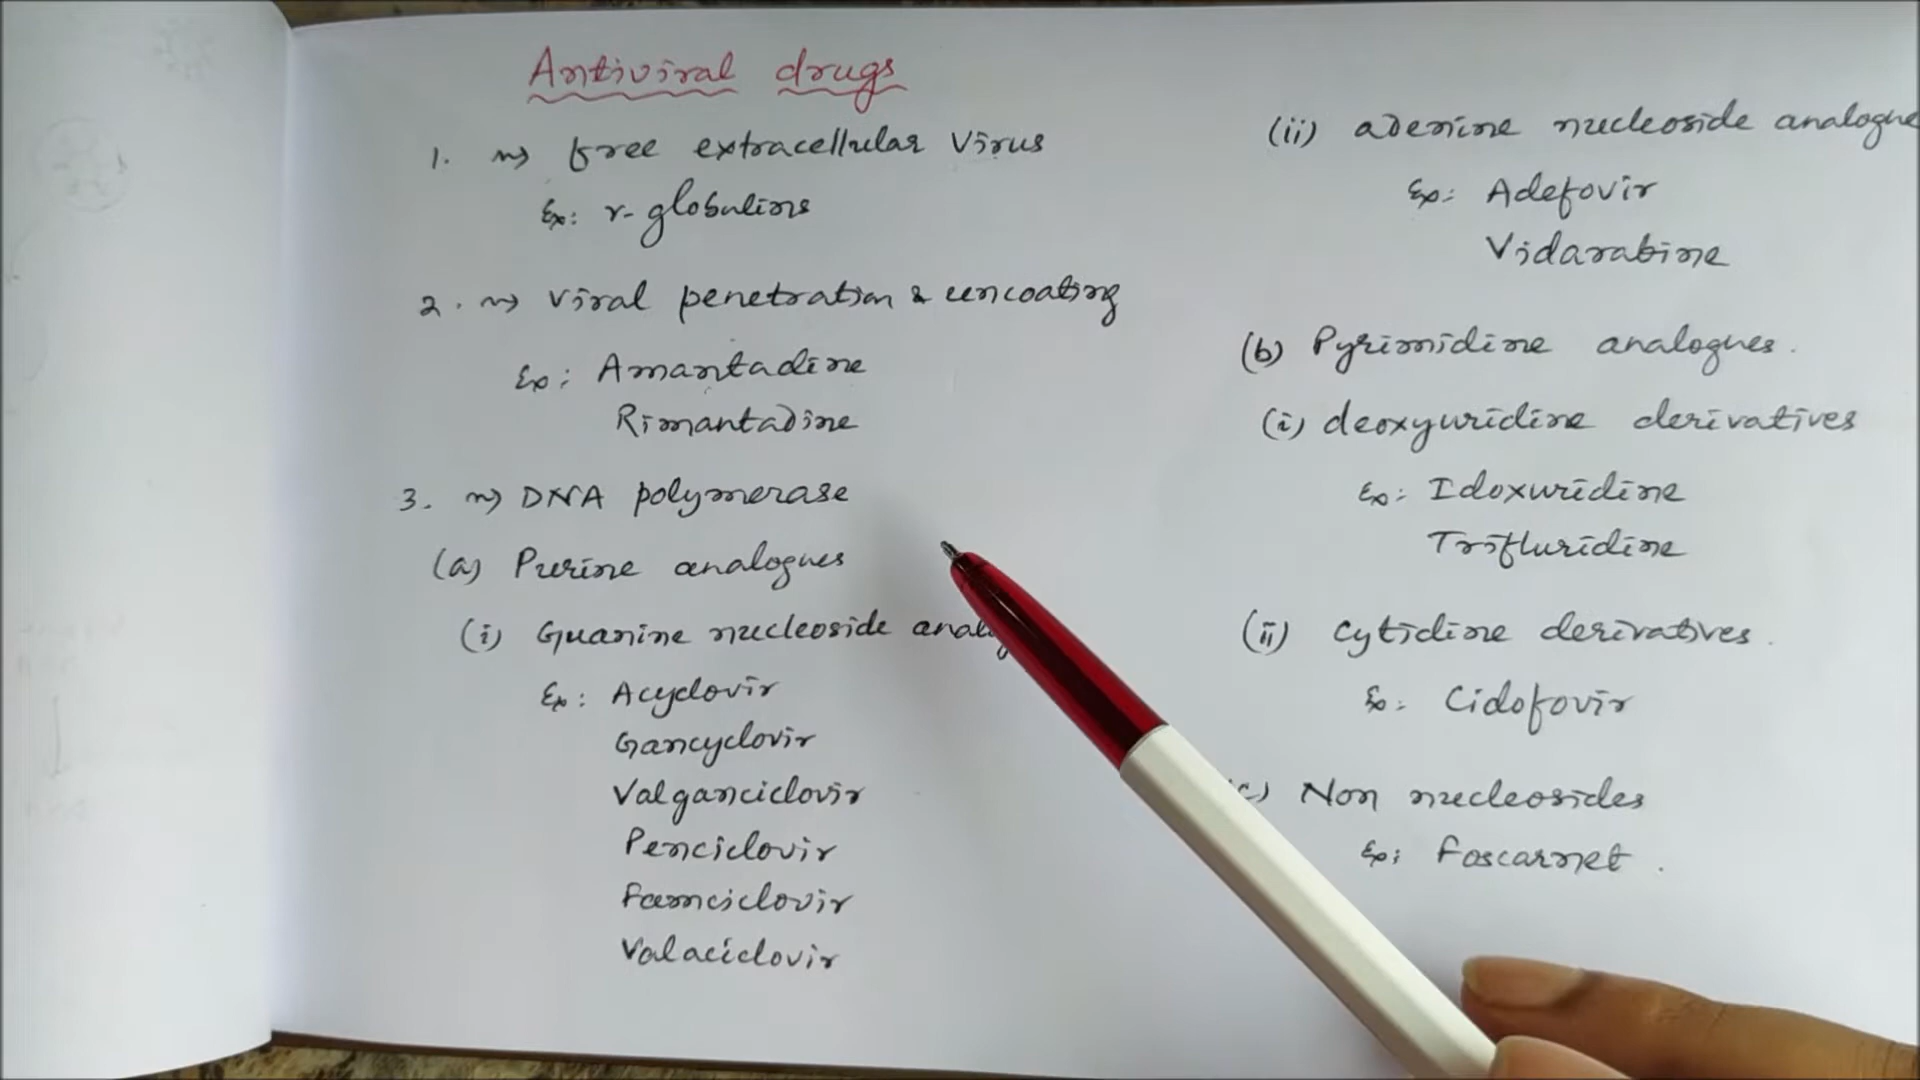 Antiviral drugs
1. ⇝ free extracellular virus
Ex: γ-globulins
2. ⇝ Viral penetration & uncoating
Ex: Amantadine
Rimantadine
3. ⇝ DNA polymerase
(a) Purine analogues
(i) Guanine nucleoside
Ex: Acyclovir
Gancyclovir
Valganciclovir
Penciclovir
Famciclovir
Valaciclovir
(ii) adenine nucleoside analogue
Ex: Adefovir
Vidarabine
(b) Pyrimidine analogues.
(i) deoxyuridine derivatives
Ex: Idoxuridine
Trifluridine
(ii) Cytidine derivatives.
Ex: Cidofovir
c) Non nucleosides
Ex: Foscarnet.